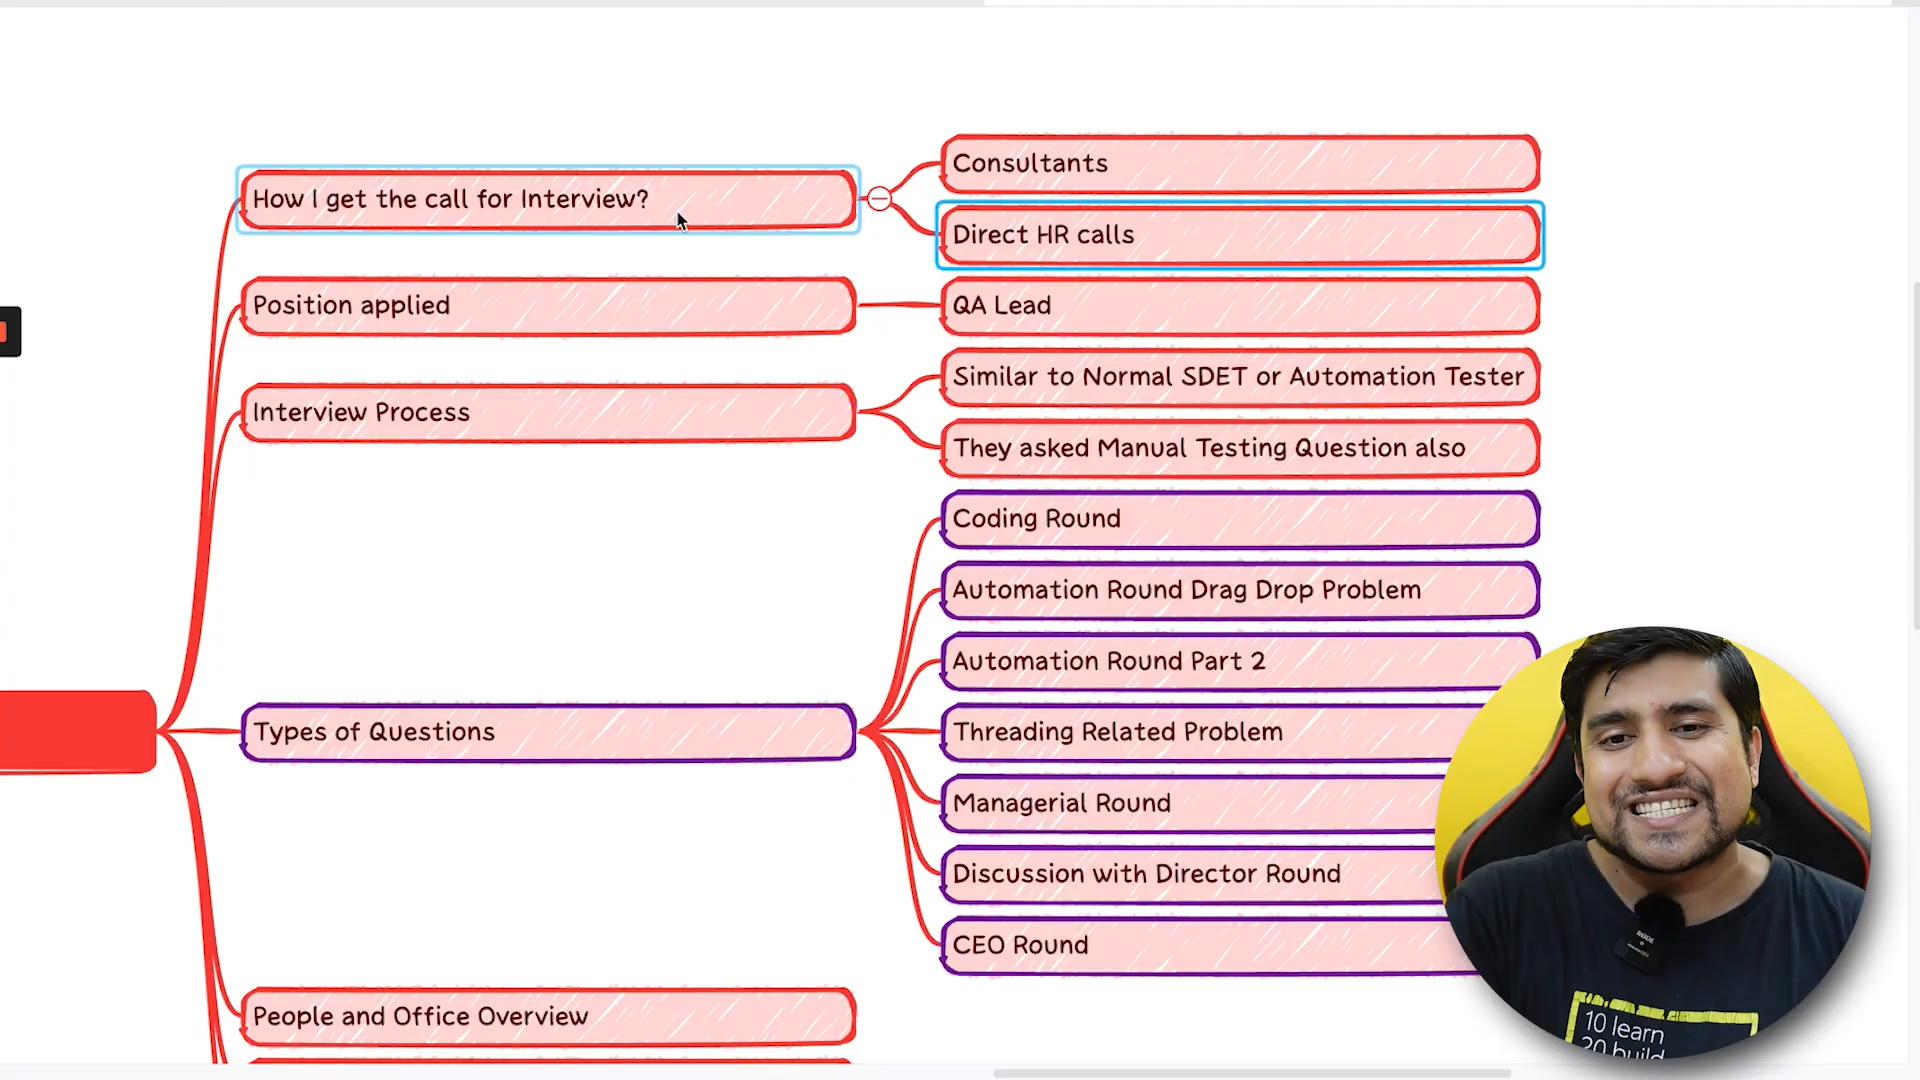 How I get the call for Interview?
Consultants
Direct HR calls
Position applied
QA Lead
Interview Process
Similar to Normal SDET or Automation Tester
They asked Manual Testing Question also
Types of Questions
Coding Round
Automation Round Drag Drop Problem
Automation Round Part 2
Threading Related Problem
Managerial Round
Discussion with Director Round
CEO Round
People and Office Overview
RODE
10 learn
20 build